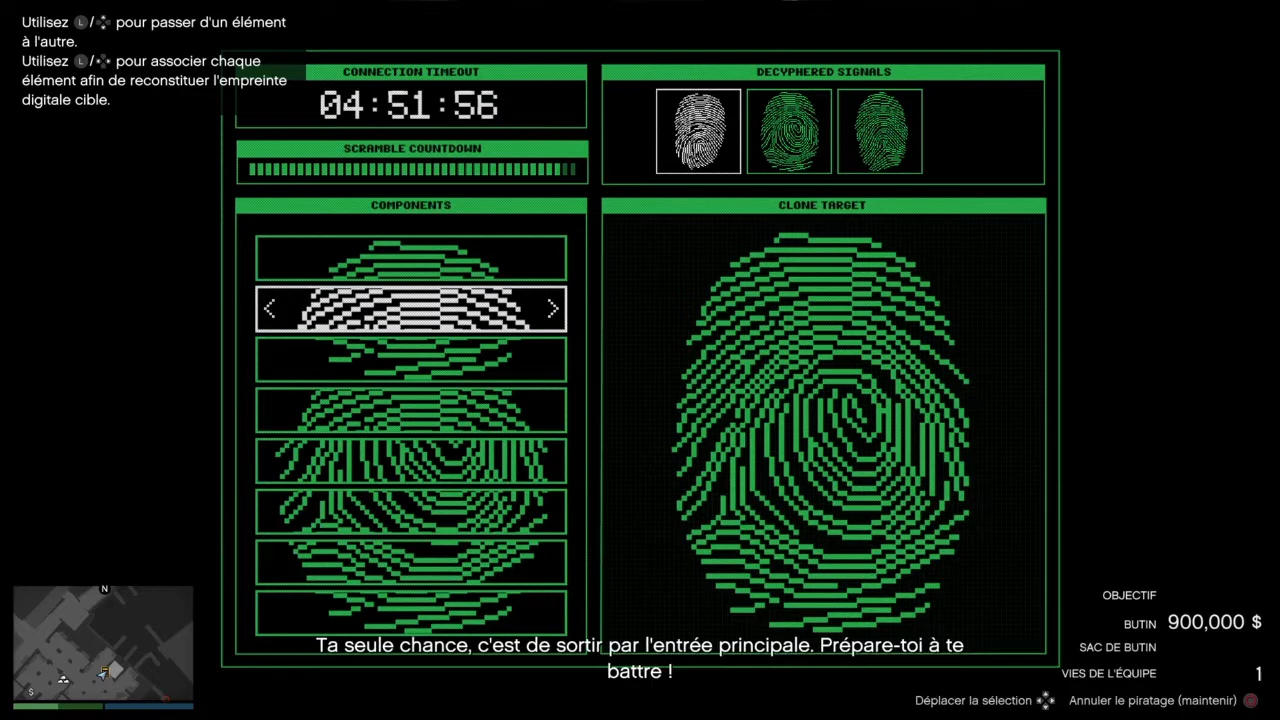 Utilisez L/ pour passer d'un élément
à l'autre.
Utilisez L/ pour associer chaque
élément afin de reconstituer l'empreinte
digitale cible.
CONNECTION TIMEOUT
04:51:56
SCRAMBLE COUNTDOWN
DECYPHERED SIGNALS
COMPONENTS
CLONE TARGET
N
$
Ta seule chance, c'est de sortir par l'entrée principale. Prépare-toi à te
battre !
OBJECTIF
BUTIN 900,000 $
SAC DE BUTIN
VIES DE L'ÉQUIPE 1
Déplacer la sélection Annuler le piratage (maintenir)